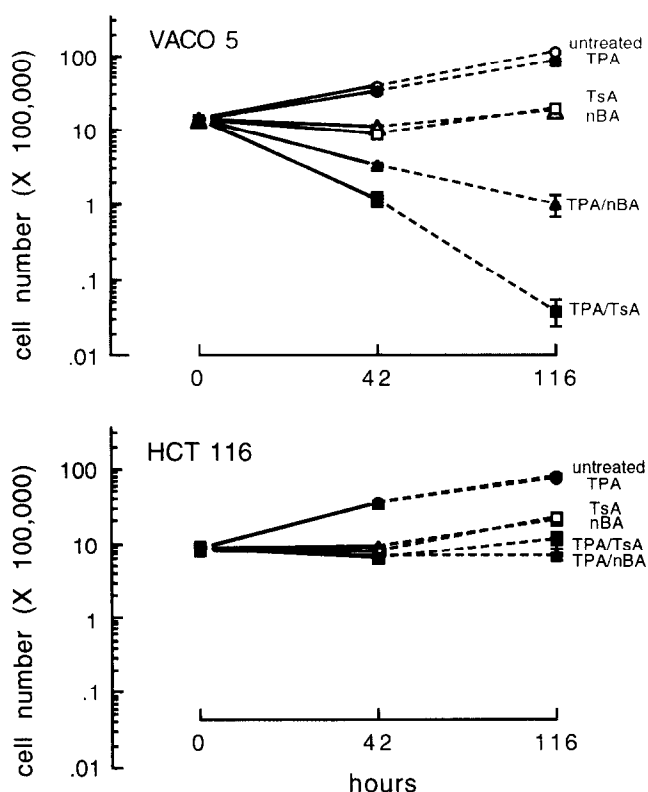 VACO 5
cell number (X 100,000)
100
10
1
.1
.01
0 42 116
untreated
TPA
TsA
nBA
TPA/nBA
TPA/TsA
HCT 116
cell number (X 100,000)
100
10
1
.1
.01
0 42 116
hours
untreated
TPA
TsA
nBA
TPA/TsA
TPA/nBA